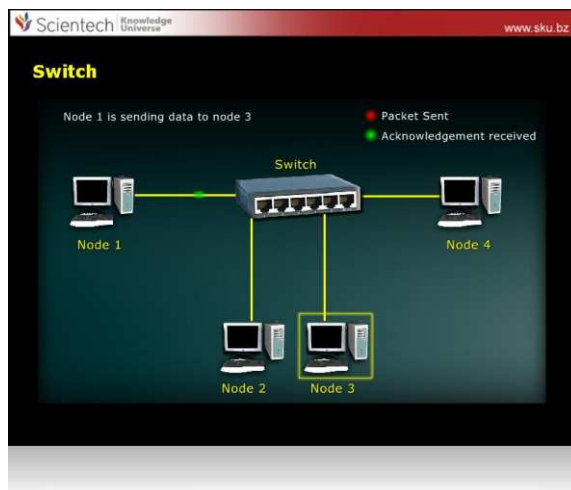 Scientech Knowledge Universe
www.sku.bz
Switch
Node 1 is sending data to node 3
Packet Sent
Acknowledgement received
Switch
Node 1
Node 4
Node 2
Node 3